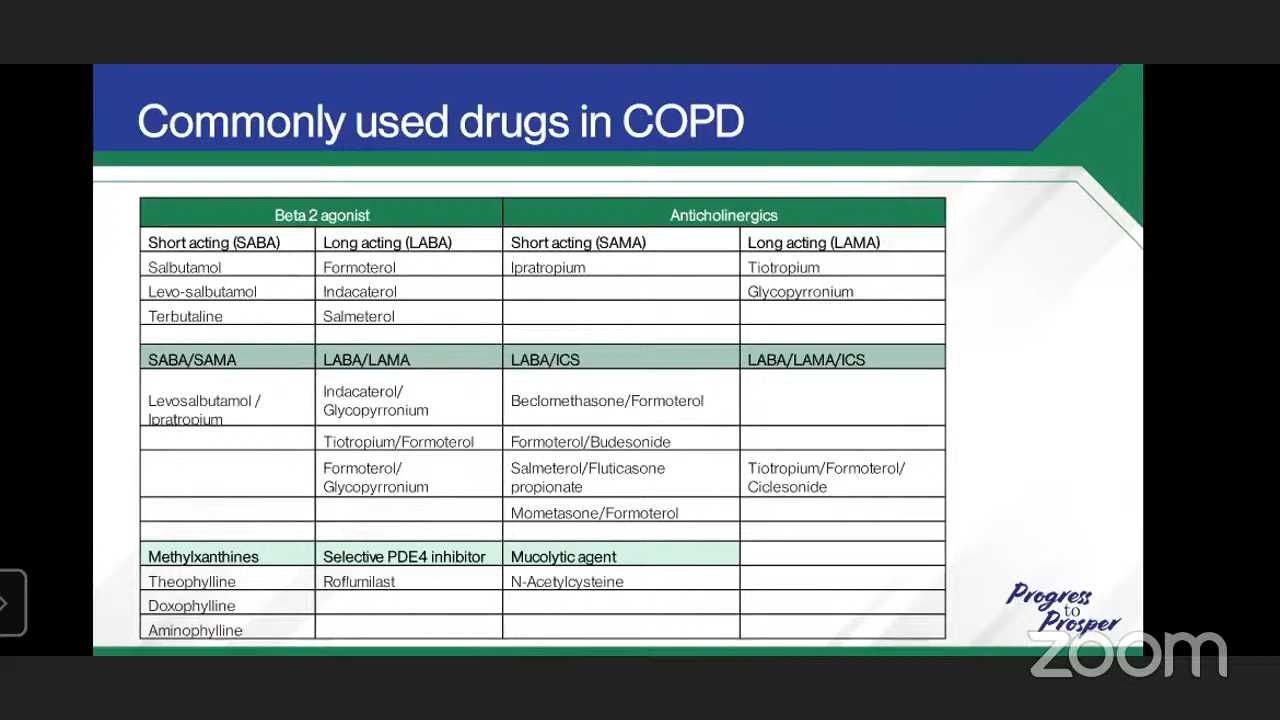 Commonly used drugs in COPD
Beta 2 agonist Anticholinergics
Short acting (SABA) Long acting (LABA) Short acting (SAMA) Long acting (LAMA)
Salbutamol Formoterol Ipratropium Tiotropium
Levo-salbutamol Indacaterol Glycopyrronium
Terbutaline Salmeterol
SABA/SAMA LABA/LAMA LABA/ICS LABA/LAMA/ICS
Levosalbutamol /
Ipratropium
Indacaterol/
Glycopyrronium
Beclomethasone/Formoterol
Tiotropium/Formoterol Formoterol/Budesonide
Formoterol/
Glycopyrronium
Salmeterol/Fluticasone
propionate
Tiotropium/Formoterol/
Ciclesonide
Mometasone/Formoterol
Methylxanthines Selective PDE4 inhibitor Mucolytic agent
Theophylline Roflumilast N-Acetylcysteine
Doxophylline
Aminophylline
Progress
to
Prosper
zoom